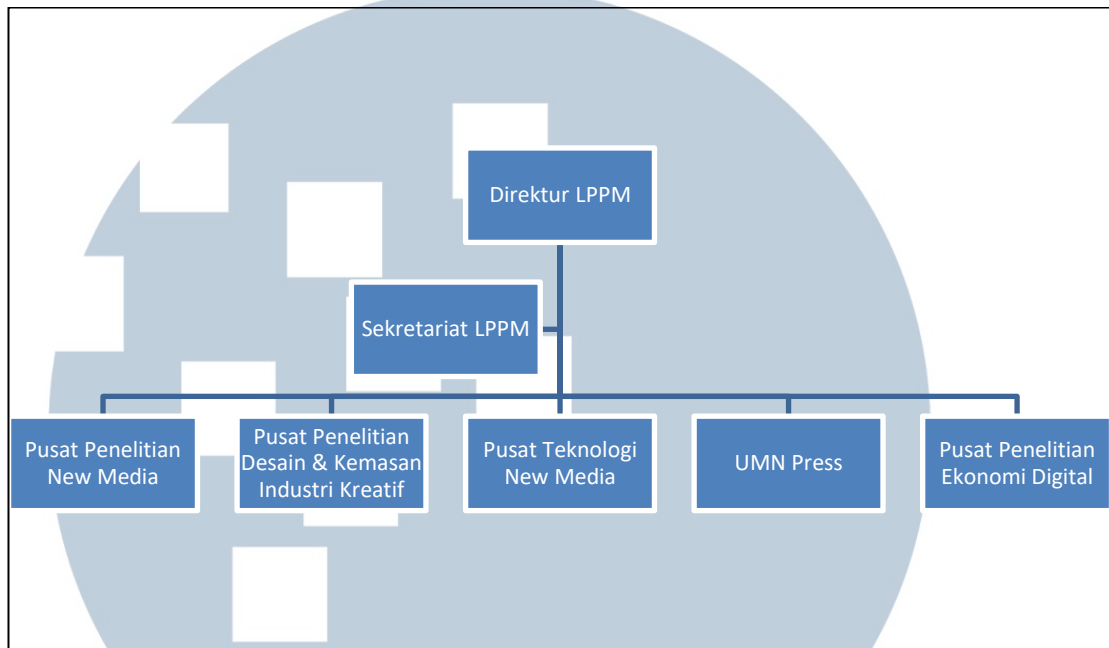 Direktur LPPM
Sekretariat LPPM
Pusat Penelitian
New Media
Pusat Penelitian
Desain & Kemasan
Industri Kreatif
Pusat Teknologi
New Media
UMN Press
Pusat Penelitian
Ekonomi Digital